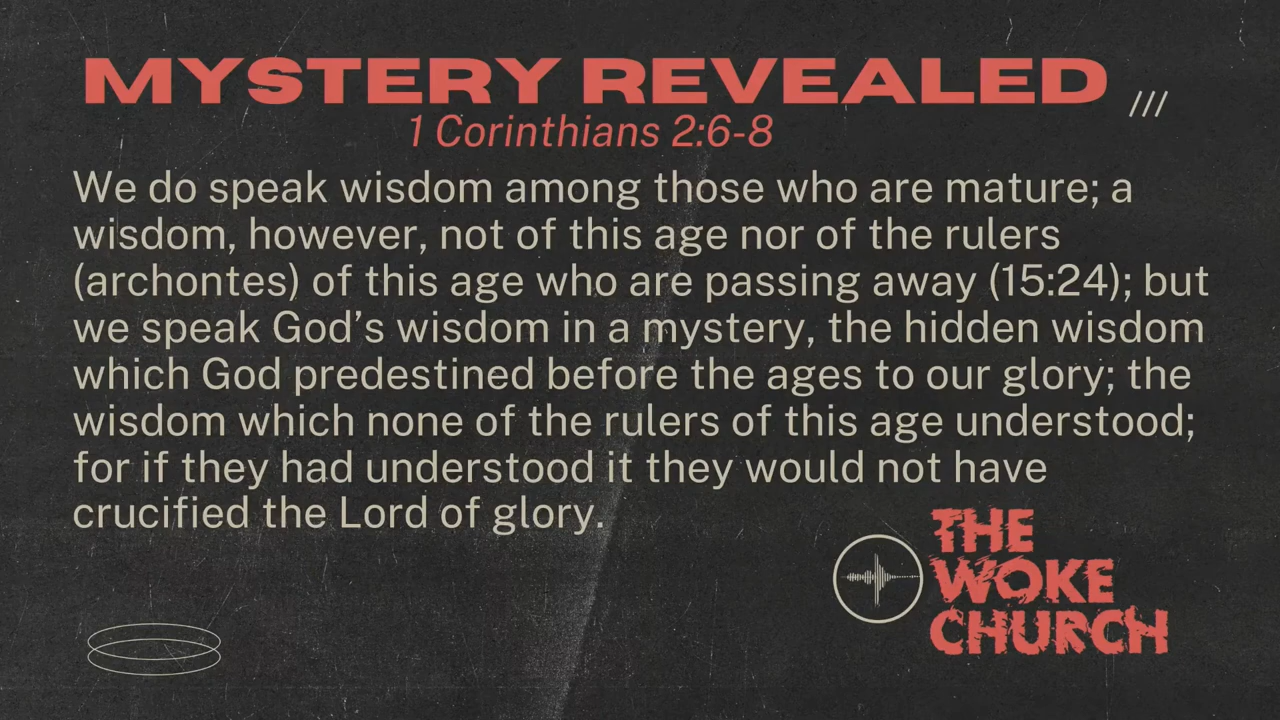 MYSTERY REVEALED ///
1 Corinthians 2:6-8
We do speak wisdom among those who are mature; a
wisdom, however, not of this age nor of the rulers
(archontes) of this age who are passing away (15:24); but
we speak God’s wisdom in a mystery, the hidden wisdom
which God predestined before the ages to our glory; the
wisdom which none of the rulers of this age understood;
for if they had understood it they would not have
crucified the Lord of glory.
THE
WOKE
CHURCH